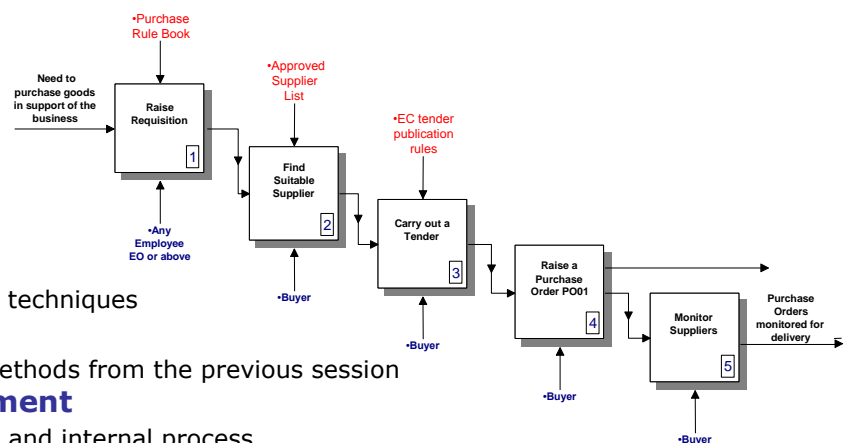 •Purchase
Rule Book
Need to
purchase goods
in support of the
business
Raise
Requisition
1
•Any
Employee
EO or above
•Approved
Supplier
List
Find
Suitable
Supplier
2
•Buyer
•EC tender
publication
rules
Carry out a
Tender
3
•Buyer
Raise a
Purchase
Order PO01
4
•Buyer
Monitor
Suppliers
5
•Buyer
Purchase
Orders
monitored for
delivery
techniques
ethods from the previous session
ment
and internal process